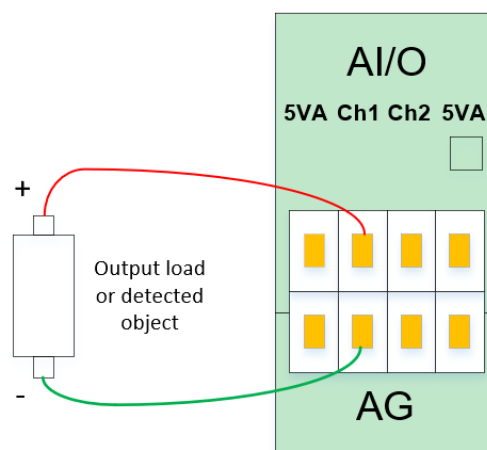 AI/O
5VA Ch1 Ch2 5VA
+
Output load
or detected
object
-
AG